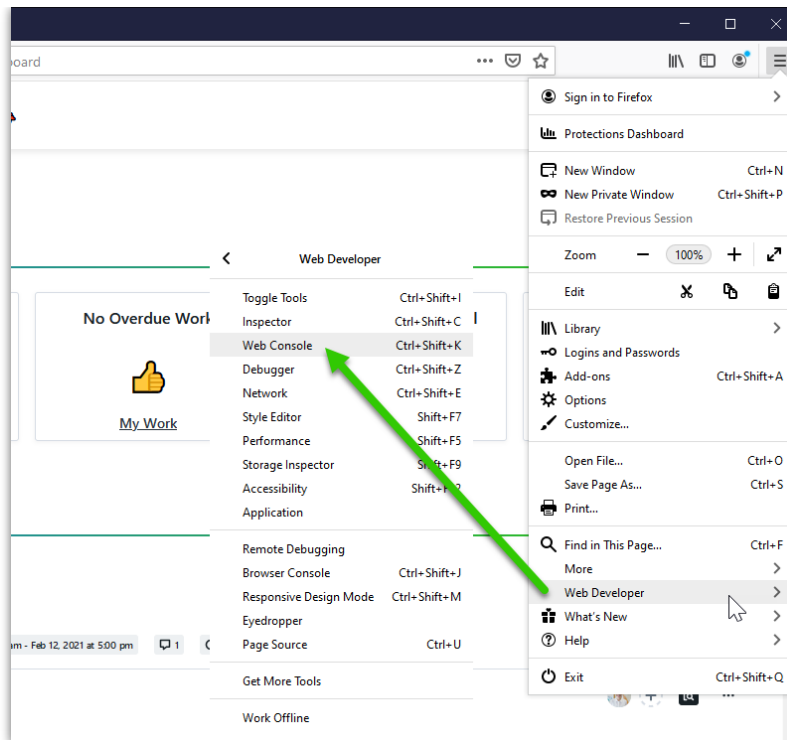 oard
Sign in to Firefox
Protections Dashboard
New Window Ctrl+N
New Private Window Ctrl+Shift+P
Restore Previous Session
Zoom 100%
Edit
Library
Logins and Passwords
Add-ons Ctrl+Shift+A
Options
Customize...
Open File... Ctrl+O
Save Page As... Ctrl+S
Print...
Find in This Page... Ctrl+F
More
Web Developer
What's New
Help
Exit Ctrl+Shift+Q
Web Developer
Toggle Tools Ctrl+Shift+I
Inspector Ctrl+Shift+C
Web Console Ctrl+Shift+K
Debugger Ctrl+Shift+Z
Network Ctrl+Shift+E
Style Editor Shift+F7
Performance Shift+F5
Storage Inspector Shift+F9
Accessibility
Application
Remote Debugging
Browser Console Ctrl+Shift+J
Responsive Design Mode Ctrl+Shift+M
Eyedropper
Page Source Ctrl+U
Get More Tools
Work Offline
No Overdue Work
My Work
am - Feb 12, 2021 at 5:00 pm 1